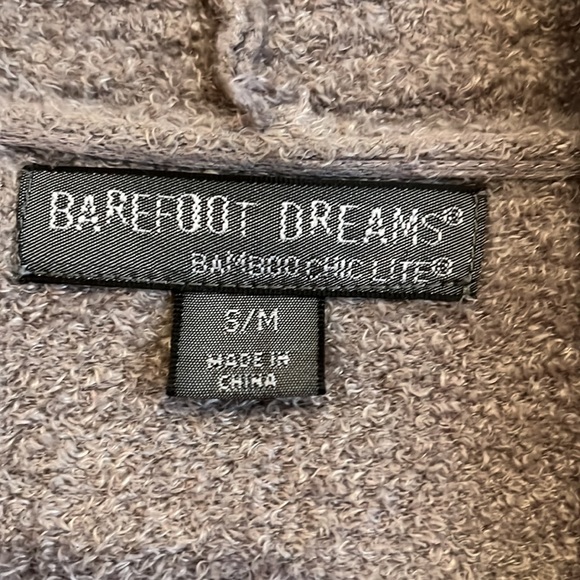 BAREFOOT DREAMS®
BAMBOO CHIC LITE®
S/M
MADE IN
CHINA